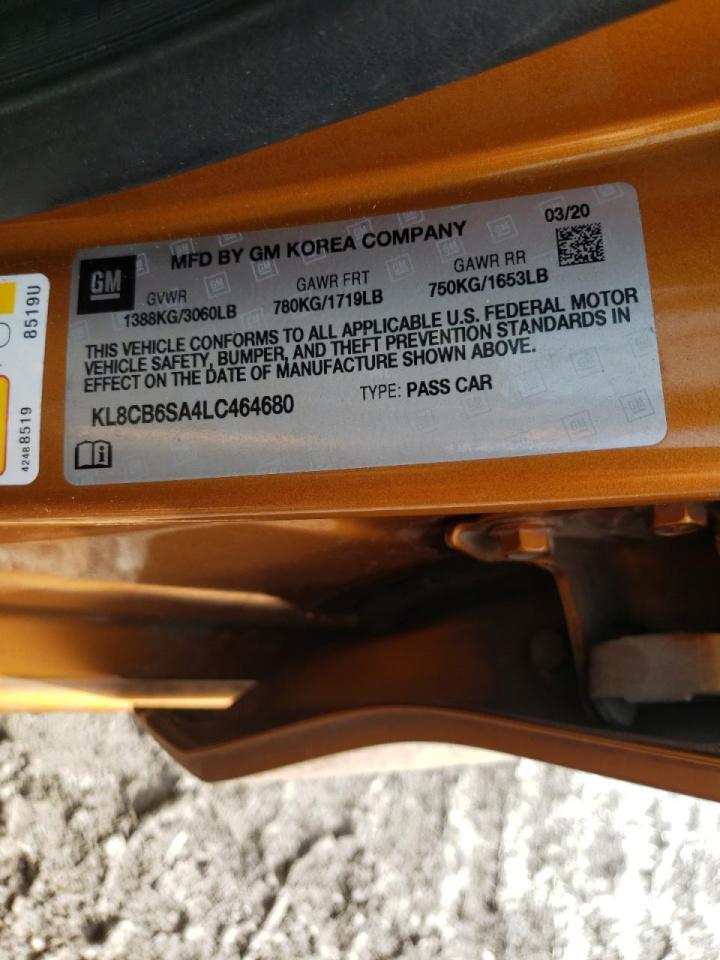 MFD BY GM KOREA COMPANY
03/20
GM
GVWR
1388KG/3060LB
GAWR FRT
780KG/1719LB
GAWR RR
750KG/1653LB
THIS VEHICLE CONFORMS TO ALL APPLICABLE U.S. FEDERAL MOTOR
VEHICLE SAFETY, BUMPER, AND THEFT PREVENTION STANDARDS IN
EFFECT ON THE DATE OF MANUFACTURE SHOWN ABOVE.
KL8CB6SA4LC464680
TYPE: PASS CAR
8519U
42488519